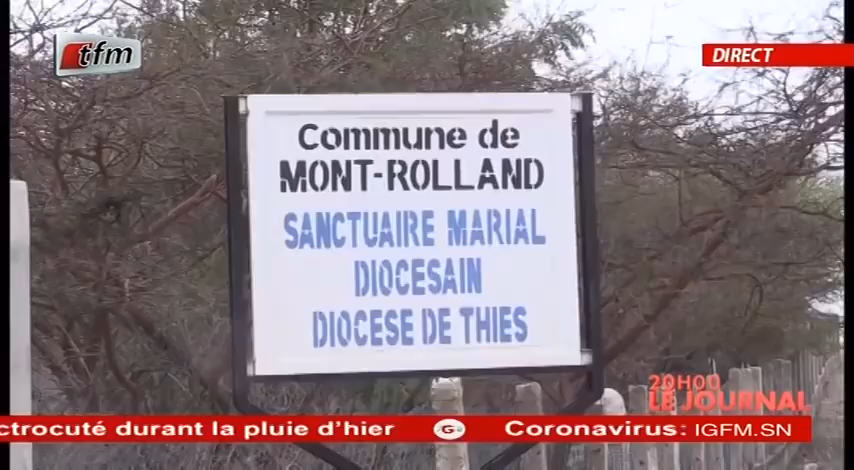 tfm
DIRECT
Commune de
MONT-ROLLAND
SANCTUAIRE MARIAL
DIOCESAIN
DIOCESE DE THIES
20H00
LE JOURNAL
durant la pluie d'hier G Coronavirus: IGFM.SN